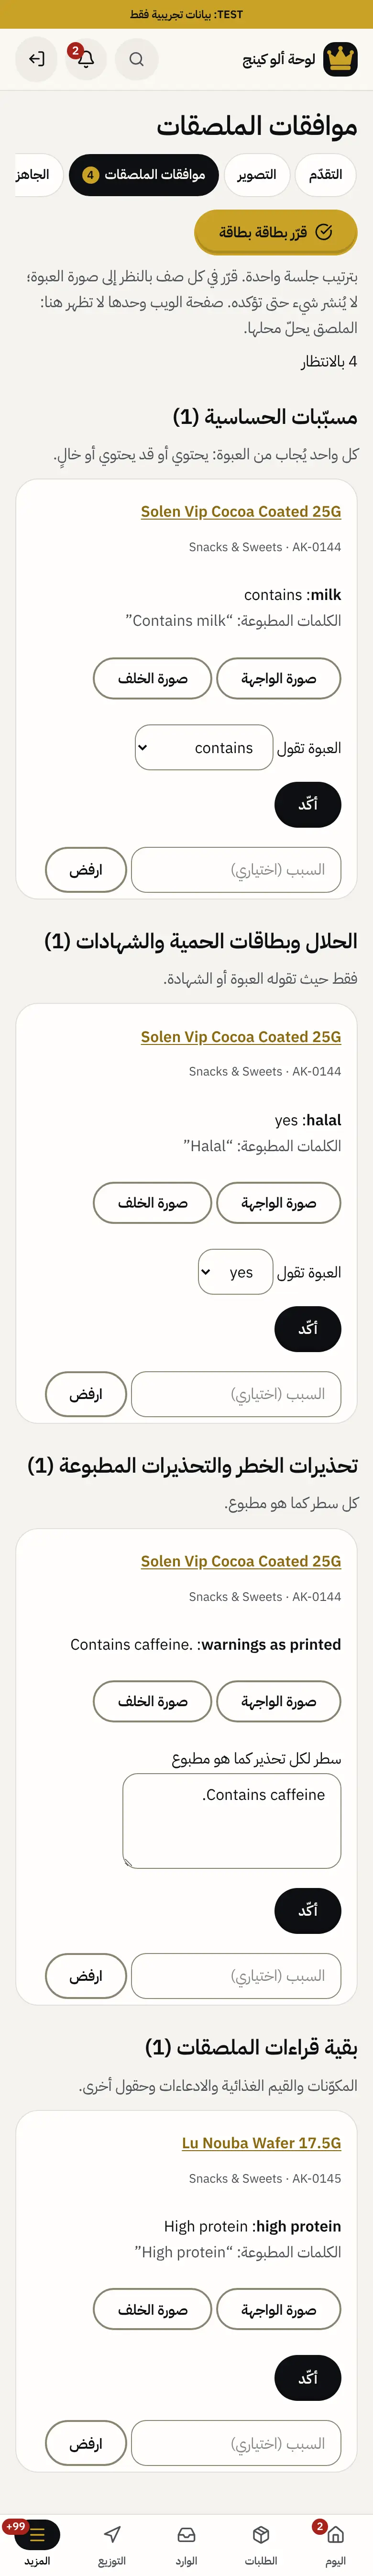 TEST: بيانات تجريبية فقط
لوحة ألو كينج
2
موافقات الملصقات
التقدّم
التصوير
موافقات الملصقات 4
الجاهز
قرّر بطاقة بطاقة
بترتيب جلسة واحدة. قرّر في كل صف بالنظر إلى صورة العبوة؛
لا يُنشر شيء حتى تؤكده. صفحة الويب وحدها لا تظهر هنا:
الملصق يحلّ محلها.
4 بالانتظار
مسبّبات الحساسية (1)
كل واحد يُجاب من العبوة: يحتوي أو قد يحتوي أو خالٍ.
Solen Vip Cocoa Coated 25G
Snacks & Sweets · AK-0144
milk: contains
الكلمات المطبوعة: “Contains milk”
صورة الواجهة
صورة الخلف
العبوة تقول contains
أكّد
السبب (اختياري)
ارفض
الحلال وبطاقات الحمية والشهادات (1)
فقط حيث تقوله العبوة أو الشهادة.
Solen Vip Cocoa Coated 25G
Snacks & Sweets · AK-0144
halal: yes
الكلمات المطبوعة: “Halal”
صورة الواجهة
صورة الخلف
العبوة تقول yes
أكّد
السبب (اختياري)
ارفض
تحذيرات الخطر والتحذيرات المطبوعة (1)
كل سطر كما هو مطبوع.
Solen Vip Cocoa Coated 25G
Snacks & Sweets · AK-0144
warnings as printed: Contains caffeine.
صورة الواجهة
صورة الخلف
سطر لكل تحذير كما هو مطبوع
Contains caffeine.
أكّد
السبب (اختياري)
ارفض
بقية قراءات الملصقات (1)
المكوّنات والقيم الغذائية والادعاءات وحقول أخرى.
Lu Nouba Wafer 17.5G
Snacks & Sweets · AK-0145
high protein: High protein
الكلمات المطبوعة: “High protein”
صورة الواجهة
صورة الخلف
أكّد
السبب (اختياري)
ارفض
2
اليوم
الطلبات
الوارد
التوزيع
+99
المزيد